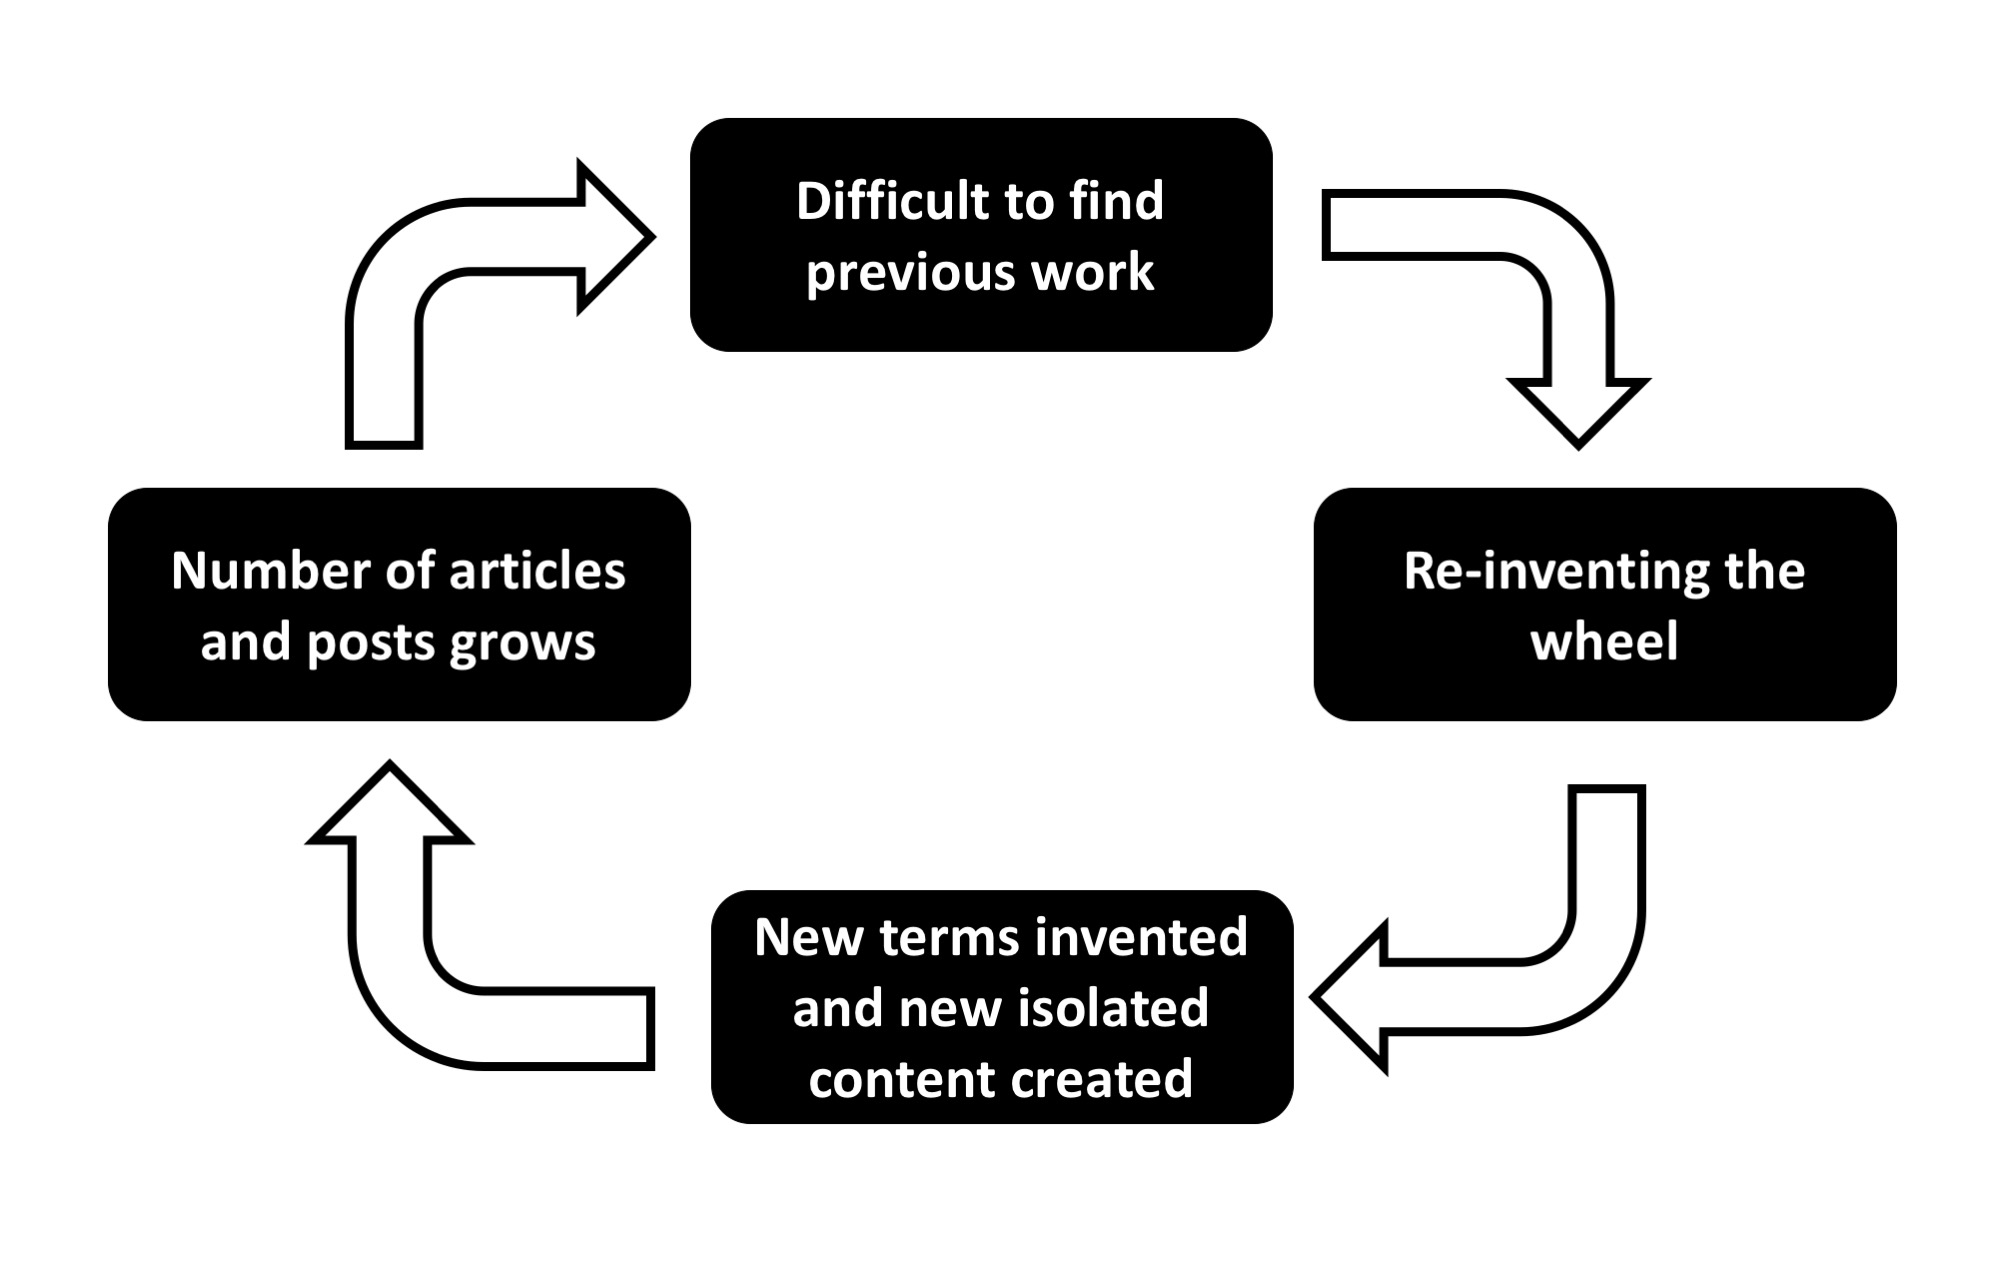 Difficult to find
previous work
Number of articles
and posts grows
Re-inventing the
wheel
New terms invented
and new isolated
content created